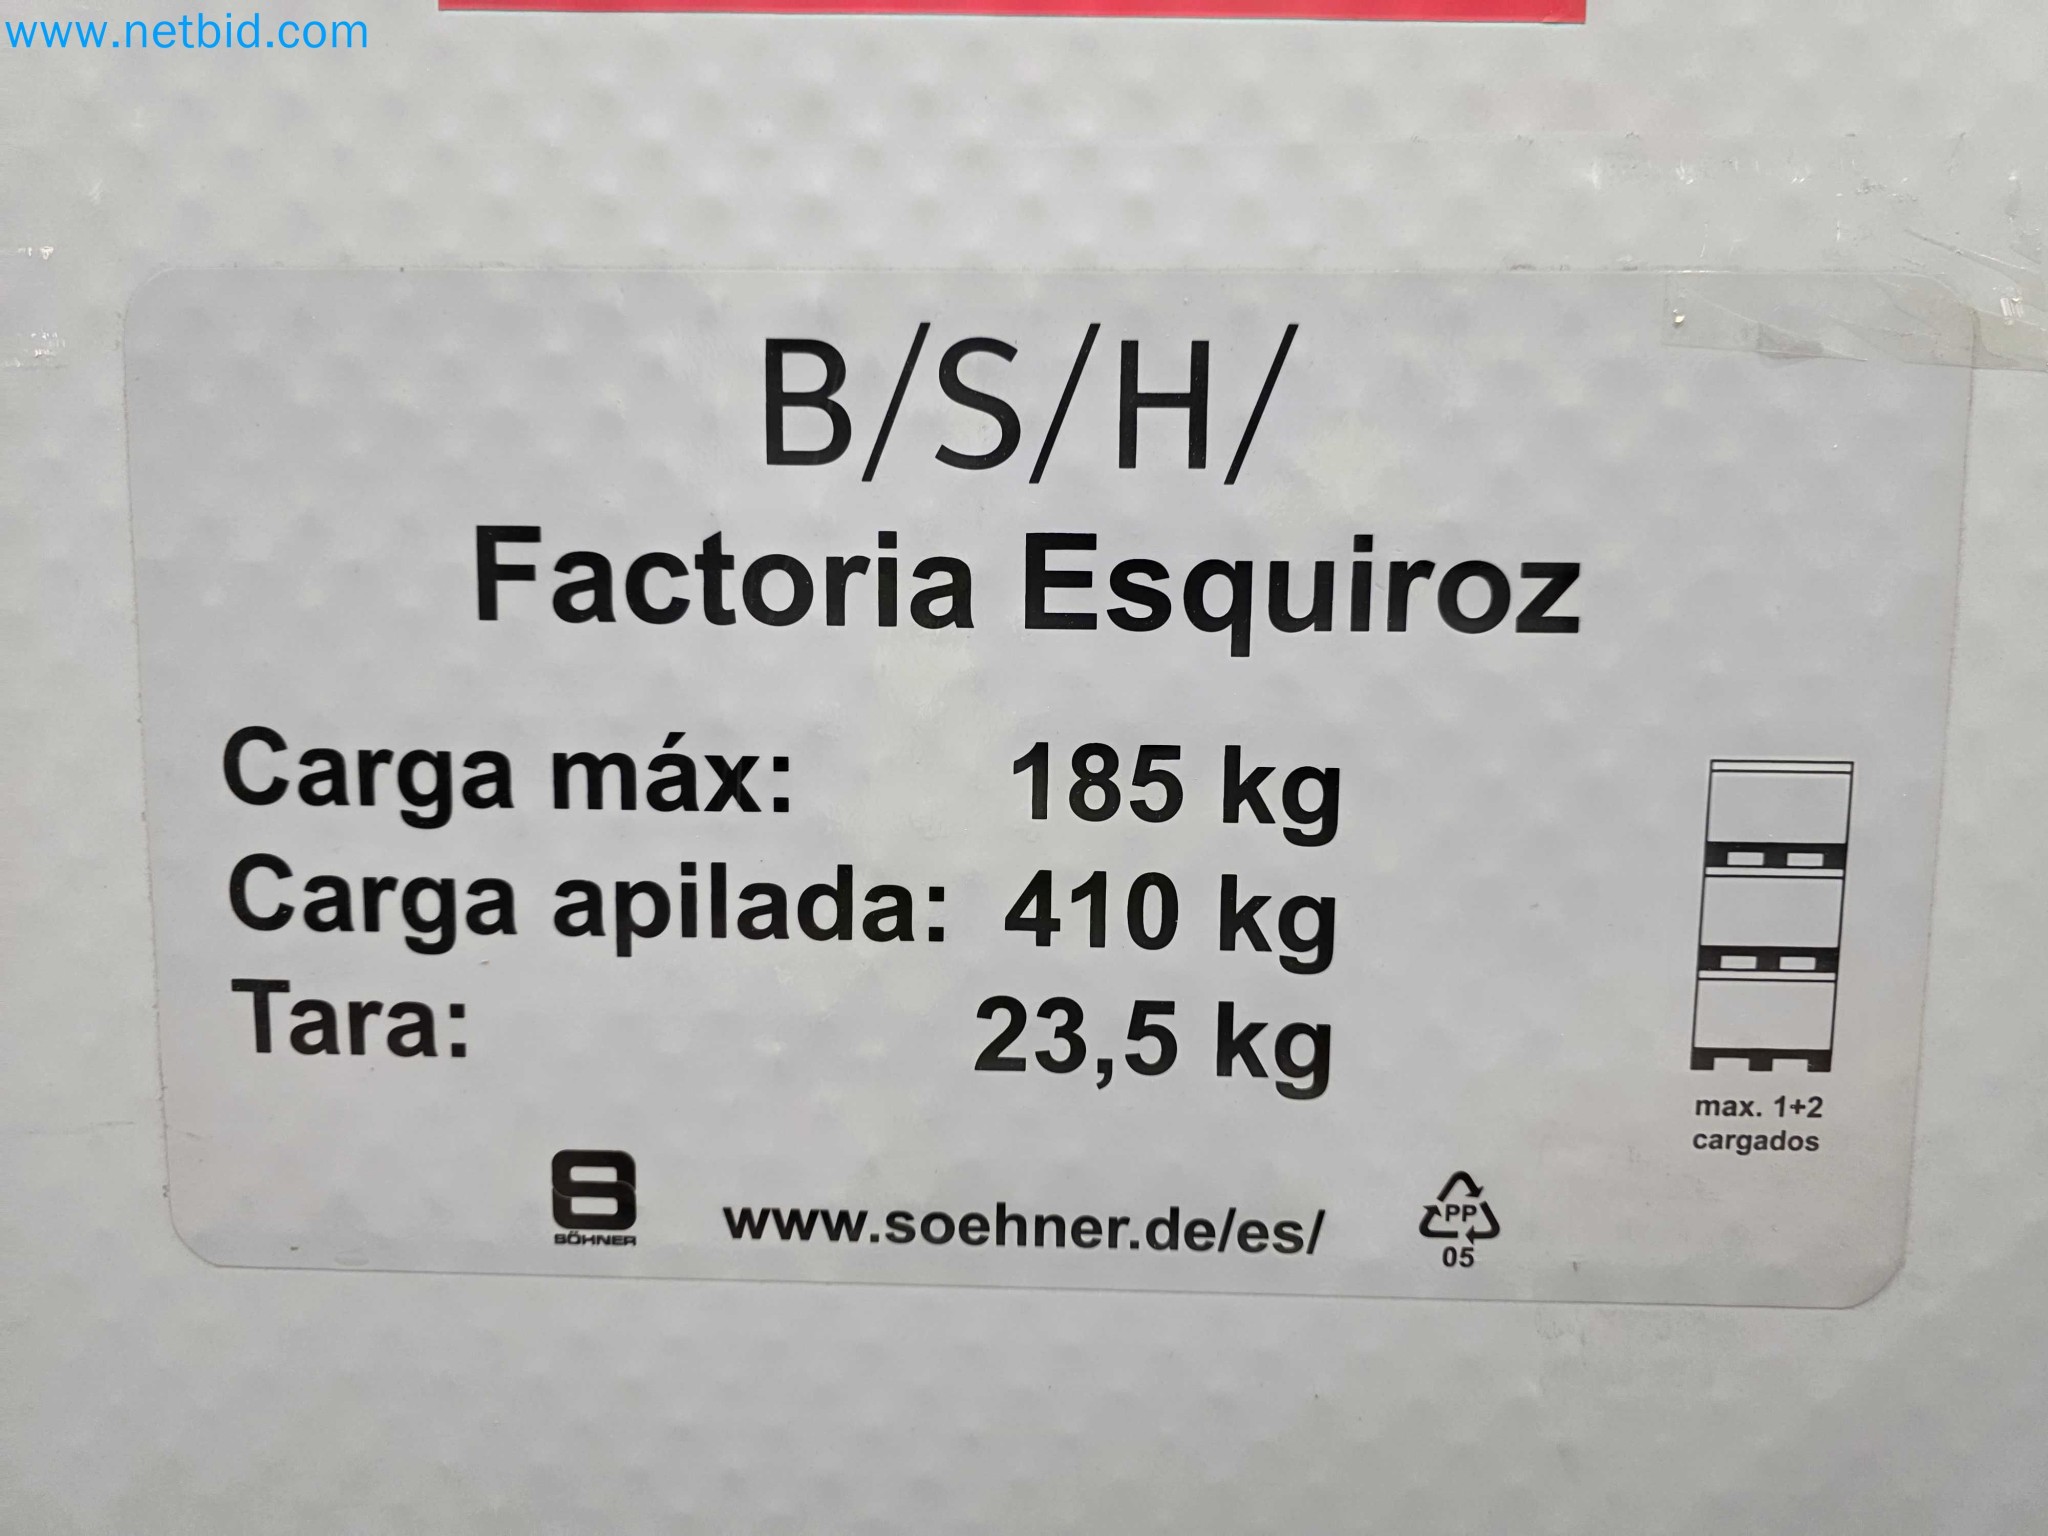 www.netbid.com
B/S/H/
Factoria Esquiroz
Carga máx: 185 kg
Carga apilada: 410 kg
Tara: 23,5 kg
max. 1+2
cargados
SÖHNER
www.soehner.de/es/
PP
05